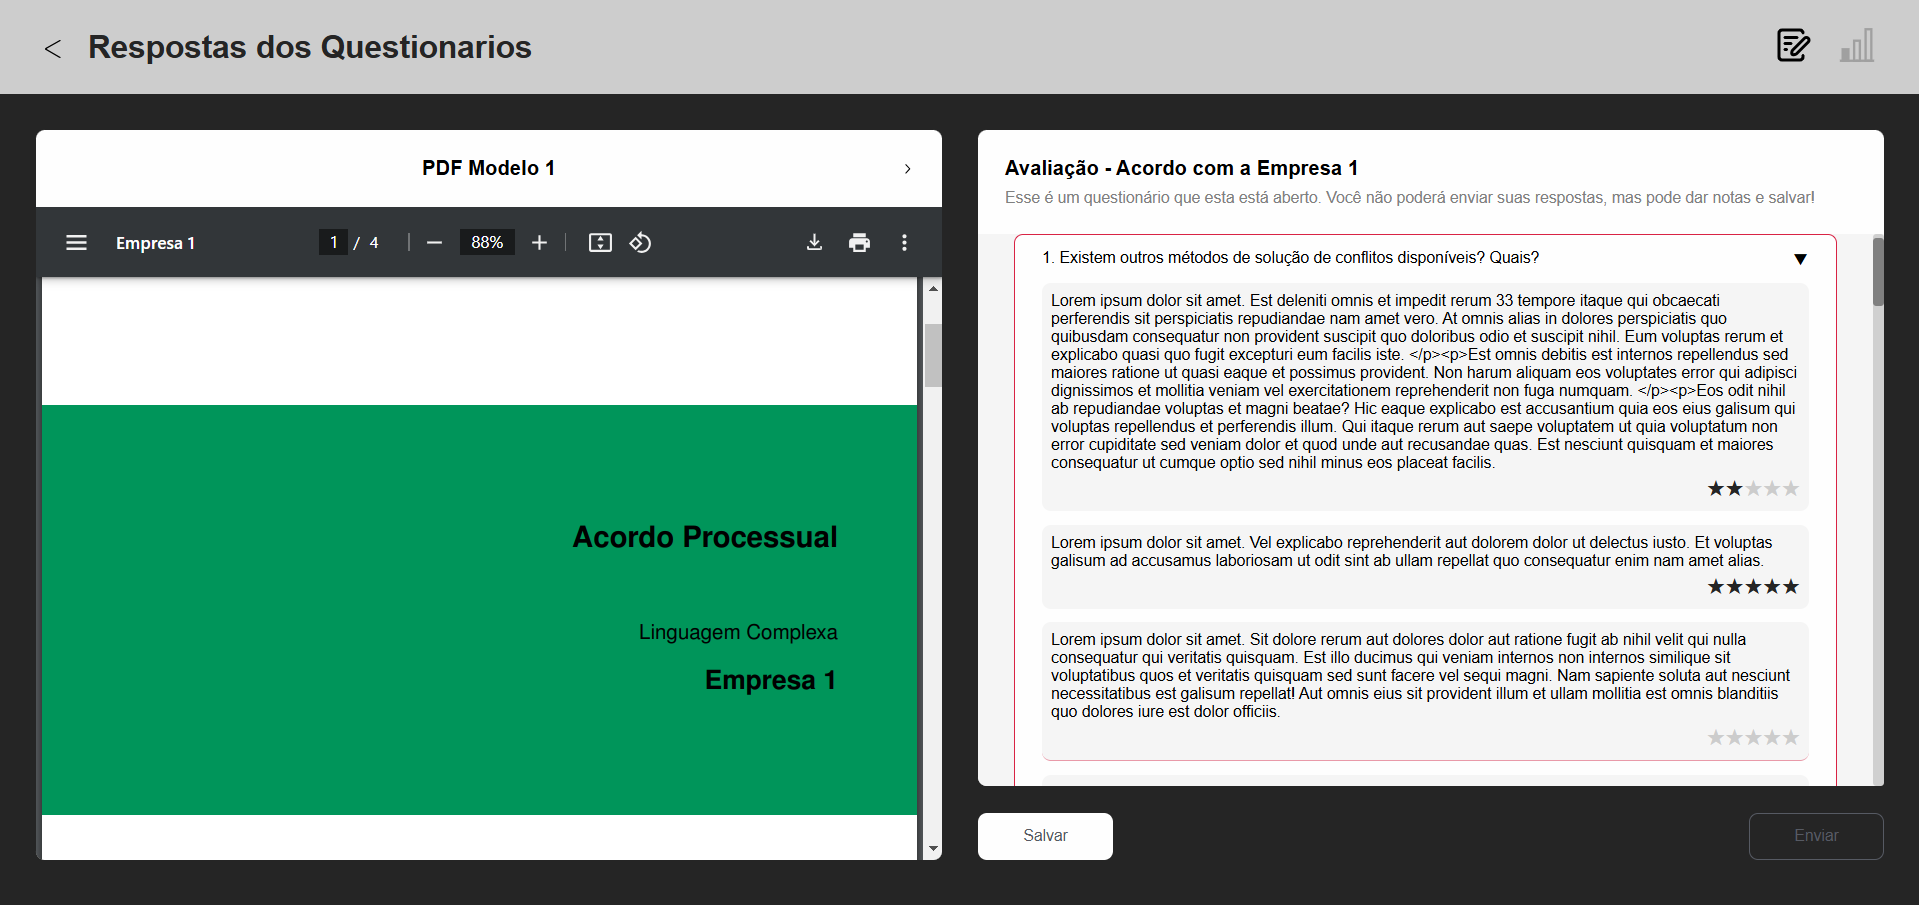 Respostas dos Questionarios
PDF Modelo 1
Empresa 1
1 / 4
88%
Acordo Processual
Linguagem Complexa
Empresa 1
Avaliação - Acordo com a Empresa 1
Esse é um questionário que esta está aberto. Você não poderá enviar suas respostas, mas pode dar notas e salvar!
1. Existem outros métodos de solução de conflitos disponíveis? Quais?
Lorem ipsum dolor sit amet. Est deleniti omnis et impedit rerum 33 tempore itaque qui obcaecati
perferendis sit perspiciatis repudiandae nam amet vero. At omnis alias in dolores perspiciatis quo
quibusdam consequatur non provident suscipit quo doloribus odio et suscipit nihil. Eum voluptas rerum et
explicabo quasi quo fugit excepturi eum facilis iste. </p><p>Est omnis debitis est internos repellendus sed
maiores ratione ut quasi eaque et possimus provident. Non harum aliquam eos voluptates error qui adipisci
dignissimos et mollitia veniam vel exercitationem reprehenderit non fuga numquam. </p><p>Eos odit nihil
ab repudiandae voluptas et magni beatae? Hic eaque explicabo est accusantium quia eos eius galisum qui
voluptas repellendus et perferendis illum. Qui itaque rerum aut saepe voluptatem ut quia voluptatum non
error cupiditate sed veniam dolor et quod unde aut recusandae quas. Est nesciunt quisquam et maiores
consequatur ut cumque optio sed nihil minus eos placeat facilis.
Lorem ipsum dolor sit amet. Vel explicabo reprehenderit aut dolorem dolor ut delectus iusto. Et voluptas
galisum ad accusamus laboriosam ut odit sint ab ullam repellat quo consequatur enim nam amet alias.
Lorem ipsum dolor sit amet. Sit dolore rerum aut dolores dolor aut ratione fugit ab nihil velit qui nulla
consequatur qui veritatis quisquam. Est illo ducimus qui veniam internos non internos similique sit
voluptatibus quos et veritatis quisquam sed sunt facere vel sequi magni. Nam sapiente soluta aut nesciunt
necessitatibus est galisum repellat! Aut omnis eius sit provident illum et ullam mollitia est omnis blanditiis
quo dolores iure est dolor officiis.
Salvar
Enviar